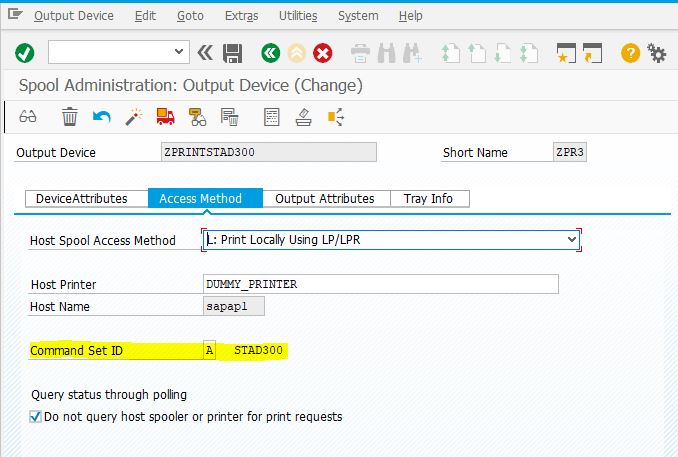 Output Device Edit Goto Extras Utilities System Help
Spool Administration: Output Device (Change)
Output Device ZPRINTSTAD300 Short Name ZPR3
DeviceAttributes Access Method Output Attributes Tray Info
Host Spool Access Method L: Print Locally Using LP/LPR
Host Printer DUMMY_PRINTER
Host Name sapap1
Command Set ID A STAD300
Query status through polling
Do not query host spooler or printer for print requests